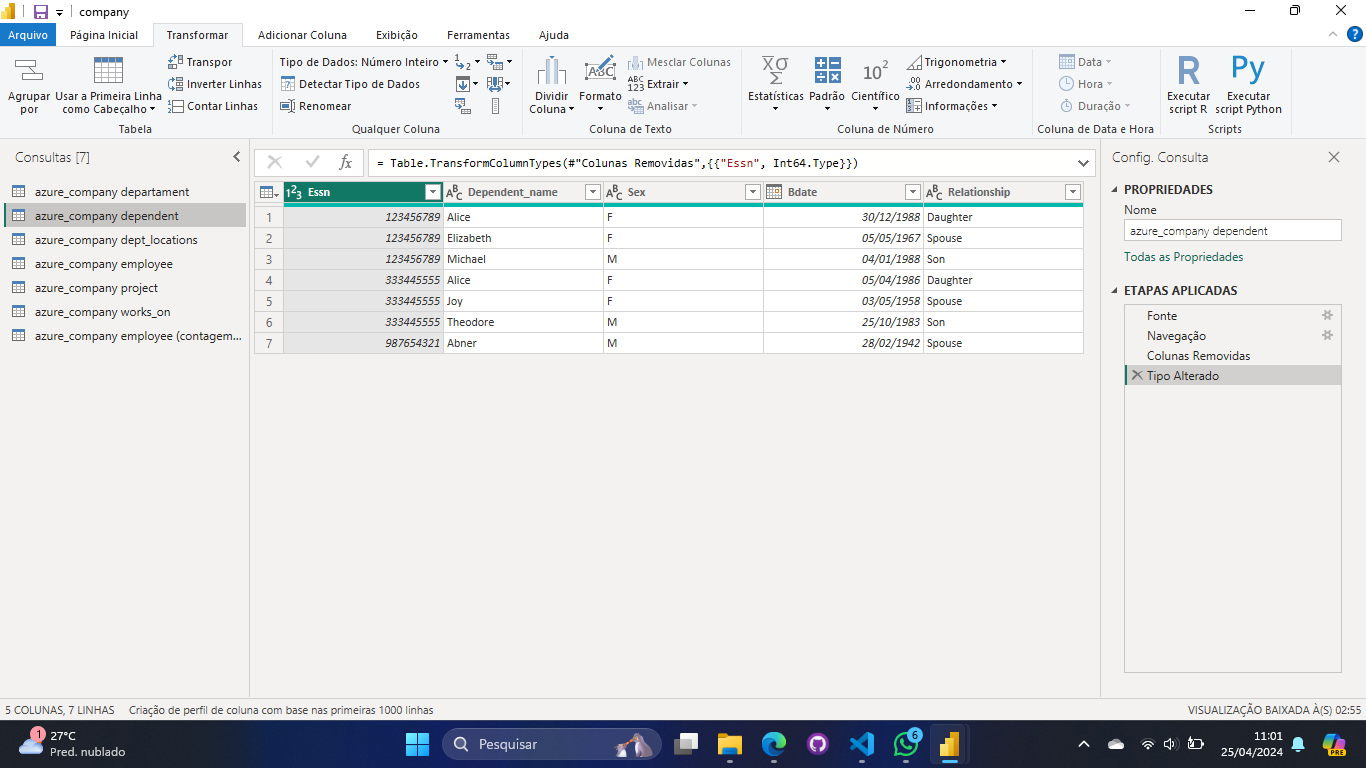 company
Arquivo Página Inicial Transformar Adicionar Coluna Exibição Ferramentas Ajuda
?
Agrupar por
Usar a Primeira Linha como Cabeçalho
Transpor
Inverter Linhas
Contar Linhas
Tabela
Tipo de Dados: Número Inteiro
Detectar Tipo de Dados
Renomear
Qualquer Coluna
Dividir Coluna
Formato
Mesclar Colunas
Extrair
Analisar
Coluna de Texto
Estatísticas
Padrão
Científico
Trigonometria
Arredondamento
Informações
Coluna de Número
Data
Hora
Duração
Coluna de Data e Hora
Executar script R
Executar script Python
Scripts
Consultas [7]
azure_company departament
azure_company dependent
azure_company dept_locations
azure_company employee
azure_company project
azure_company works_on
azure_company employee (contagem...
= Table.TransformColumnTypes(#"Colunas Removidas",{{"Essn", Int64.Type}})
Essn Dependent_name Sex Bdate Relationship
1 123456789 Alice F 30/12/1988 Daughter
2 123456789 Elizabeth F 05/05/1967 Spouse
3 123456789 Michael M 04/01/1988 Son
4 333445555 Alice F 05/04/1986 Daughter
5 333445555 Joy F 03/05/1958 Spouse
6 333445555 Theodore M 25/10/1983 Son
7 987654321 Abner M 28/02/1942 Spouse
Config. Consulta
PROPRIEDADES
Nome
azure_company dependent
Todas as Propriedades
ETAPAS APLICADAS
Fonte
Navegação
Colunas Removidas
Tipo Alterado
5 COLUNAS, 7 LINHAS Criação de perfil de coluna com base nas primeiras 1000 linhas
VISUALIZAÇÃO BAIXADA À(S) 02:55
1
27°C
Pred. nublado
Pesquisar
6
11:01
25/04/2024
PRE